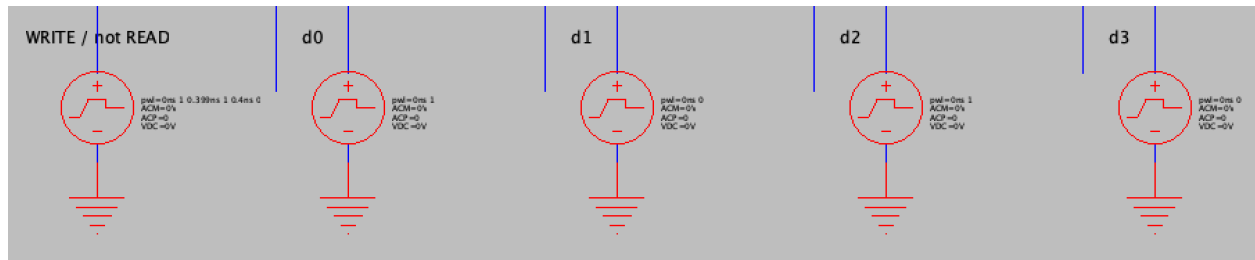 WRITE / not READ
d0
d1
d2
d3
pwl=0ns 1 0.399ns 1 0.4ns 0
ACM=0's
ACP=0
VDC=0V
pwl=0ns 1
ACM=0's
ACP=0
VDC=0V
pwl=0ns 0
ACM=0's
ACP=0
VDC=0V
pwl=0ns 1
ACM=0's
ACP=0
VDC=0V
pwl=0ns 0
ACM=0's
ACP=0
VDC=0V